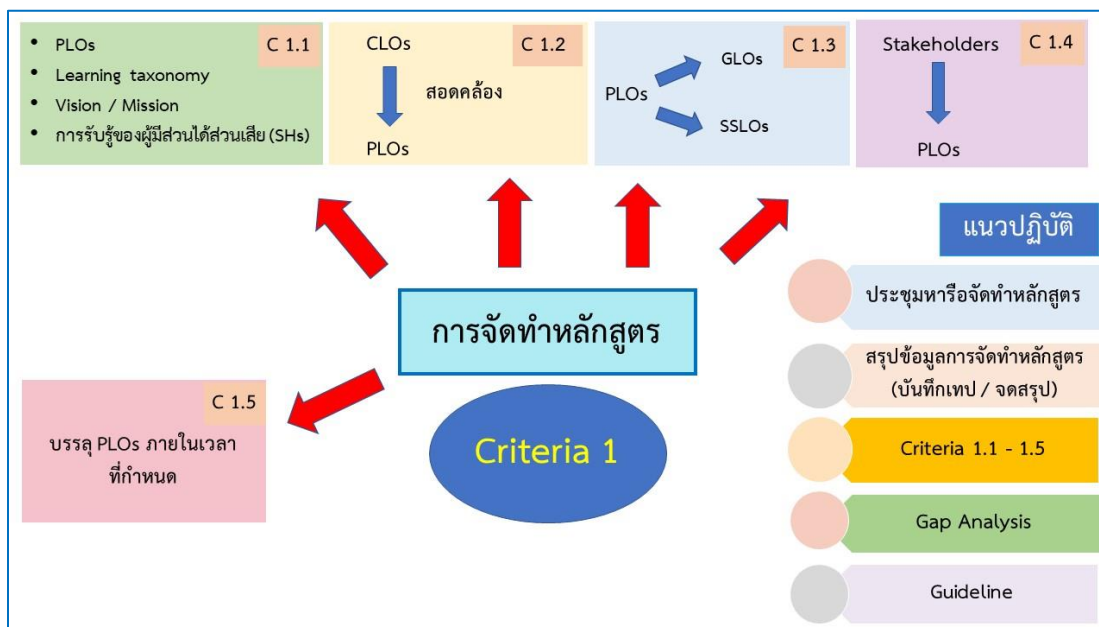 • PLOs
• Learning taxonomy
• Vision / Mission
• การรับรู้ของผู้มีส่วนได้ส่วนเสีย (SHs)
C 1.1
CLOs
สอดคล้อง
PLOs
C 1.2
PLOs
GLOs
SSLOs
C 1.3
Stakeholders
PLOs
C 1.4
การจัดทำหลักสูตร
Criteria 1
C 1.5
บรรลุ PLOs ภายในเวลา
ที่กำหนด
แนวปฏิบัติ
ประชุมหารือจัดทำหลักสูตร
สรุปข้อมูลการจัดทำหลักสูตร
(บันทึกเทป / จดสรุป)
Criteria 1.1 - 1.5
Gap Analysis
Guideline